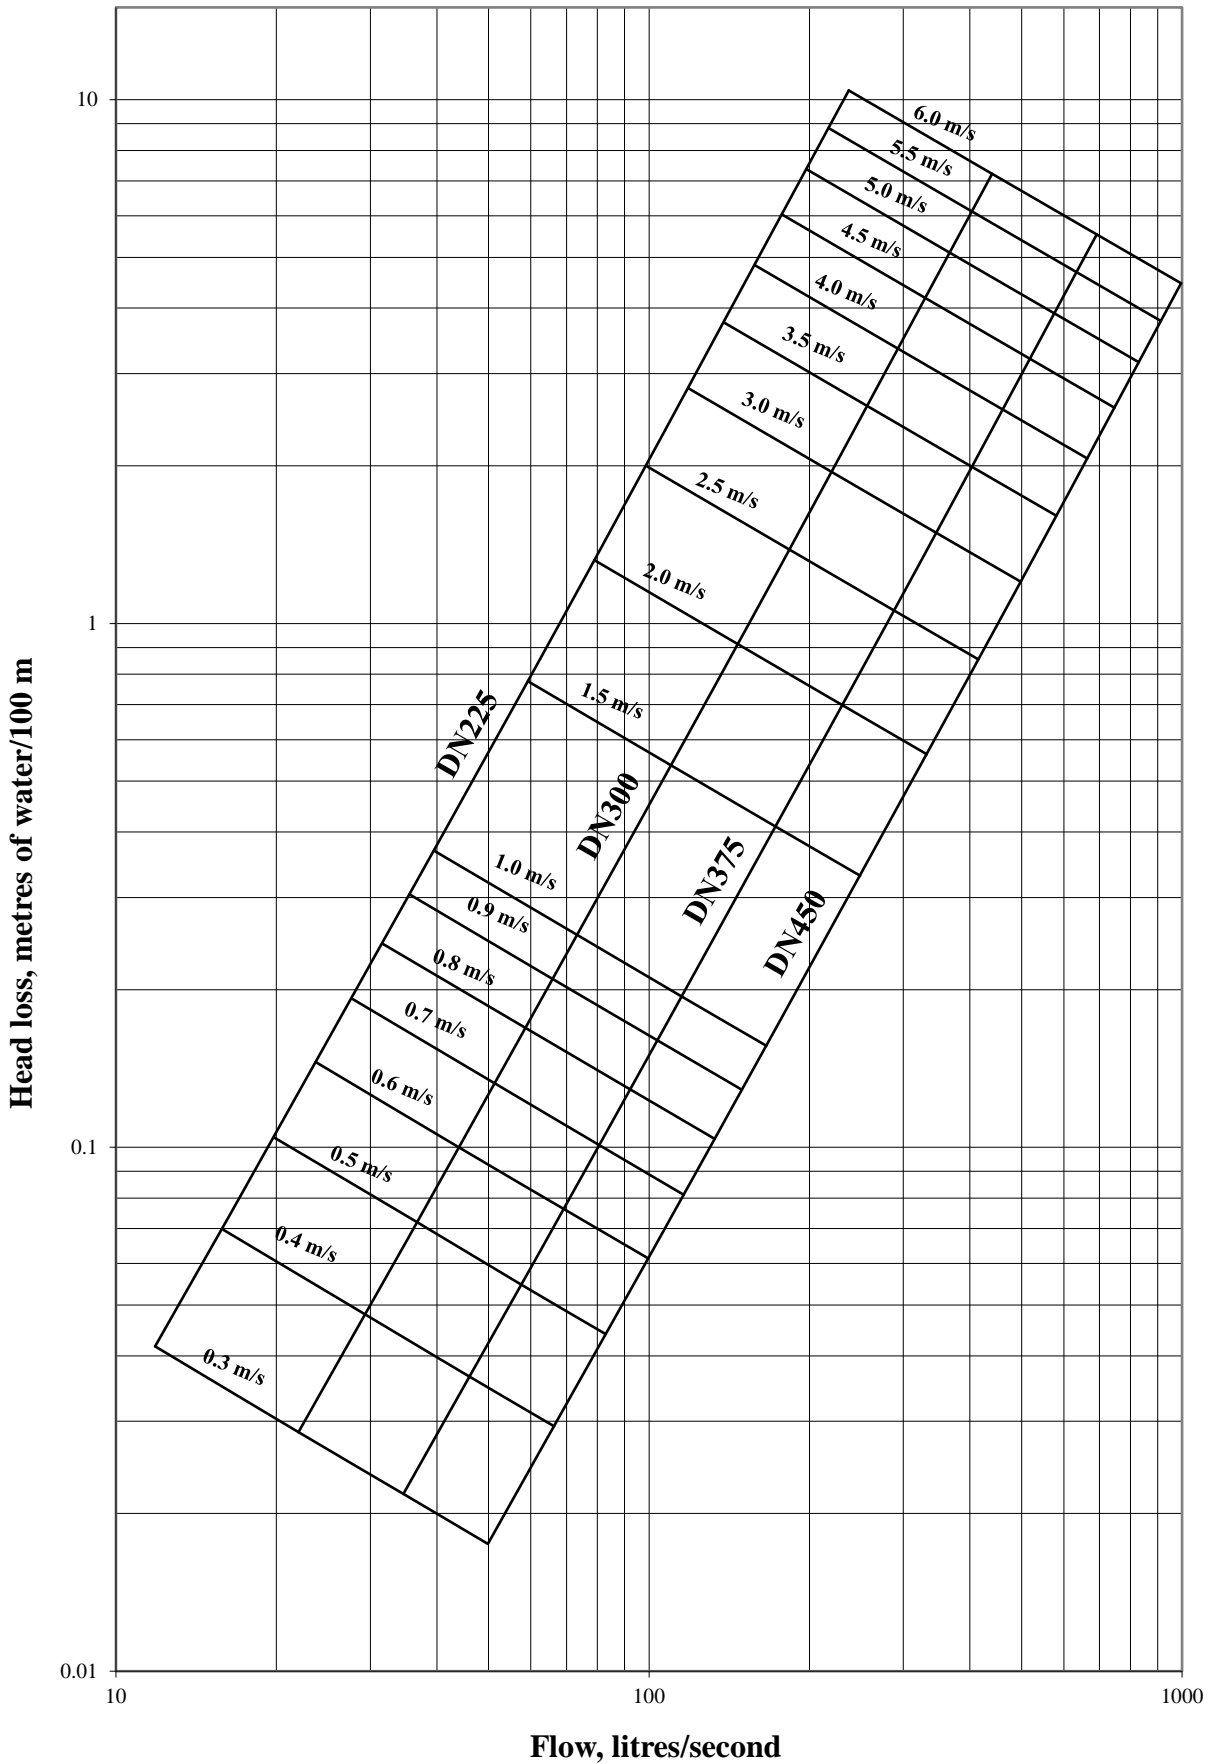 10
6.0 m/s
5.5 m/s
5.0 m/s
4.5 m/s
4.0 m/s
3.5 m/s
3.0 m/s
2.5 m/s
2.0 m/s
1
1.5 m/s
DN225
DN300
DN375
DN450
1.0 m/s
0.9 m/s
0.8 m/s
0.7 m/s
0.6 m/s
0.1
0.5 m/s
0.4 m/s
0.3 m/s
0.01
Head loss, metres of water/100 m
10
100
1000
Flow, litres/second